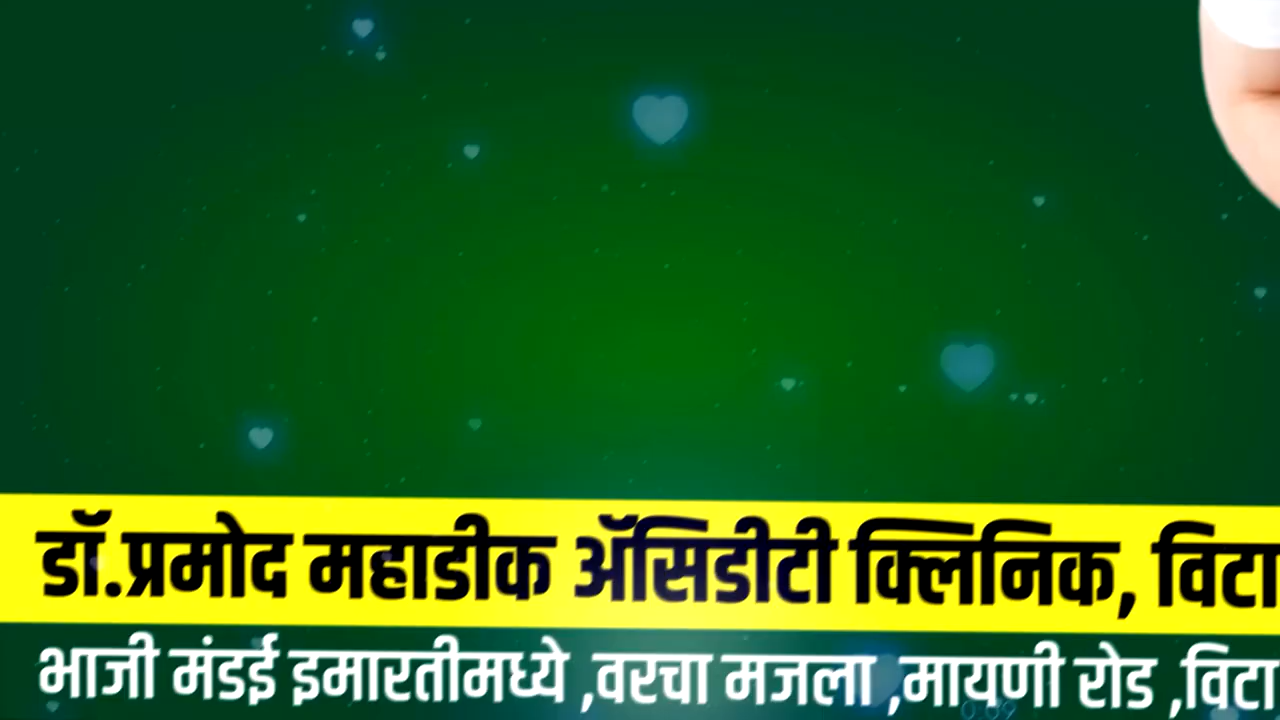 डॉ.प्रमोद महाडीक ॲसिडीटी क्लिनिक, विटा
भाजी मंडई इमारतीमध्ये ,वरचा मजला ,मायणी रोड ,विटा